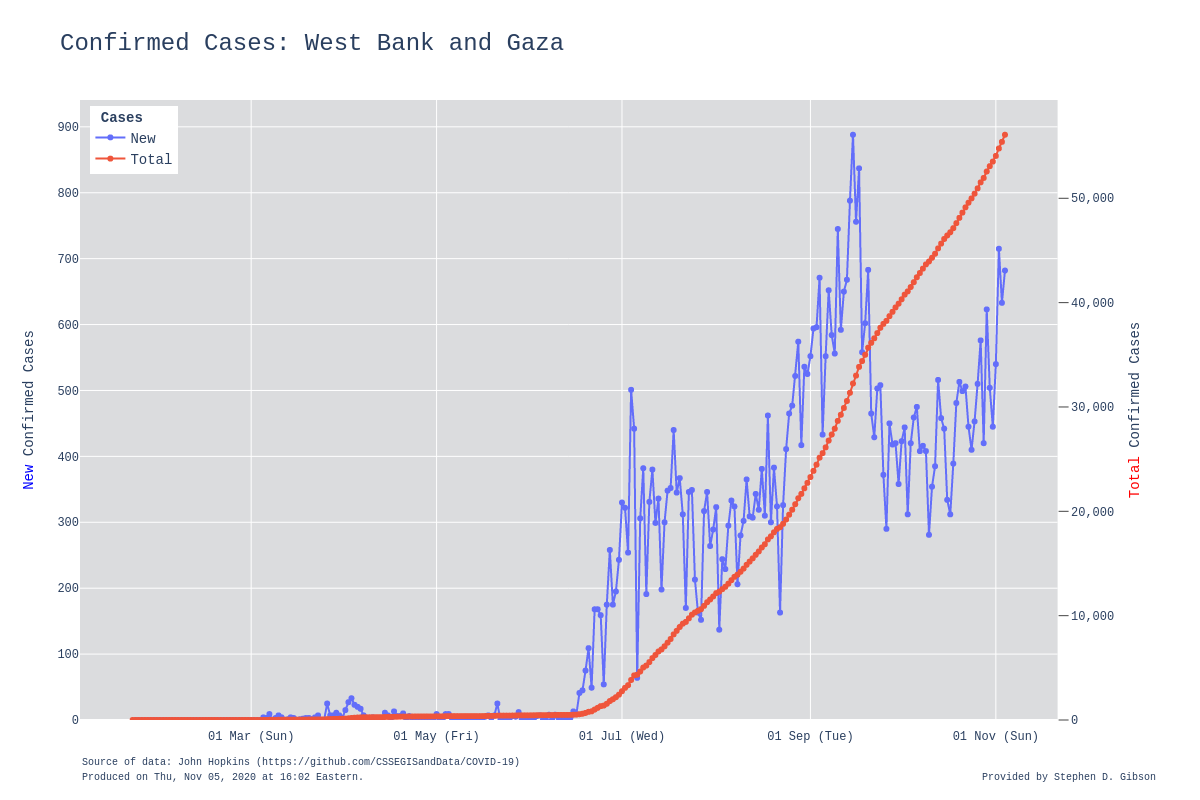 Confirmed Cases: West Bank and Gaza
Cases
New
Total
900
800
700
600
500
400
300
200
100
0
50,000
40,000
30,000
20,000
10,000
0
New Confirmed Cases
Total Confirmed Cases
01 Mar (Sun) 01 May (Fri) 01 Jul (Wed) 01 Sep (Tue) 01 Nov (Sun)
Source of data: John Hopkins (https://github.com/CSSEGISandData/COVID-19)
Produced on Thu, Nov 05, 2020 at 16:02 Eastern.
Provided by Stephen D. Gibson